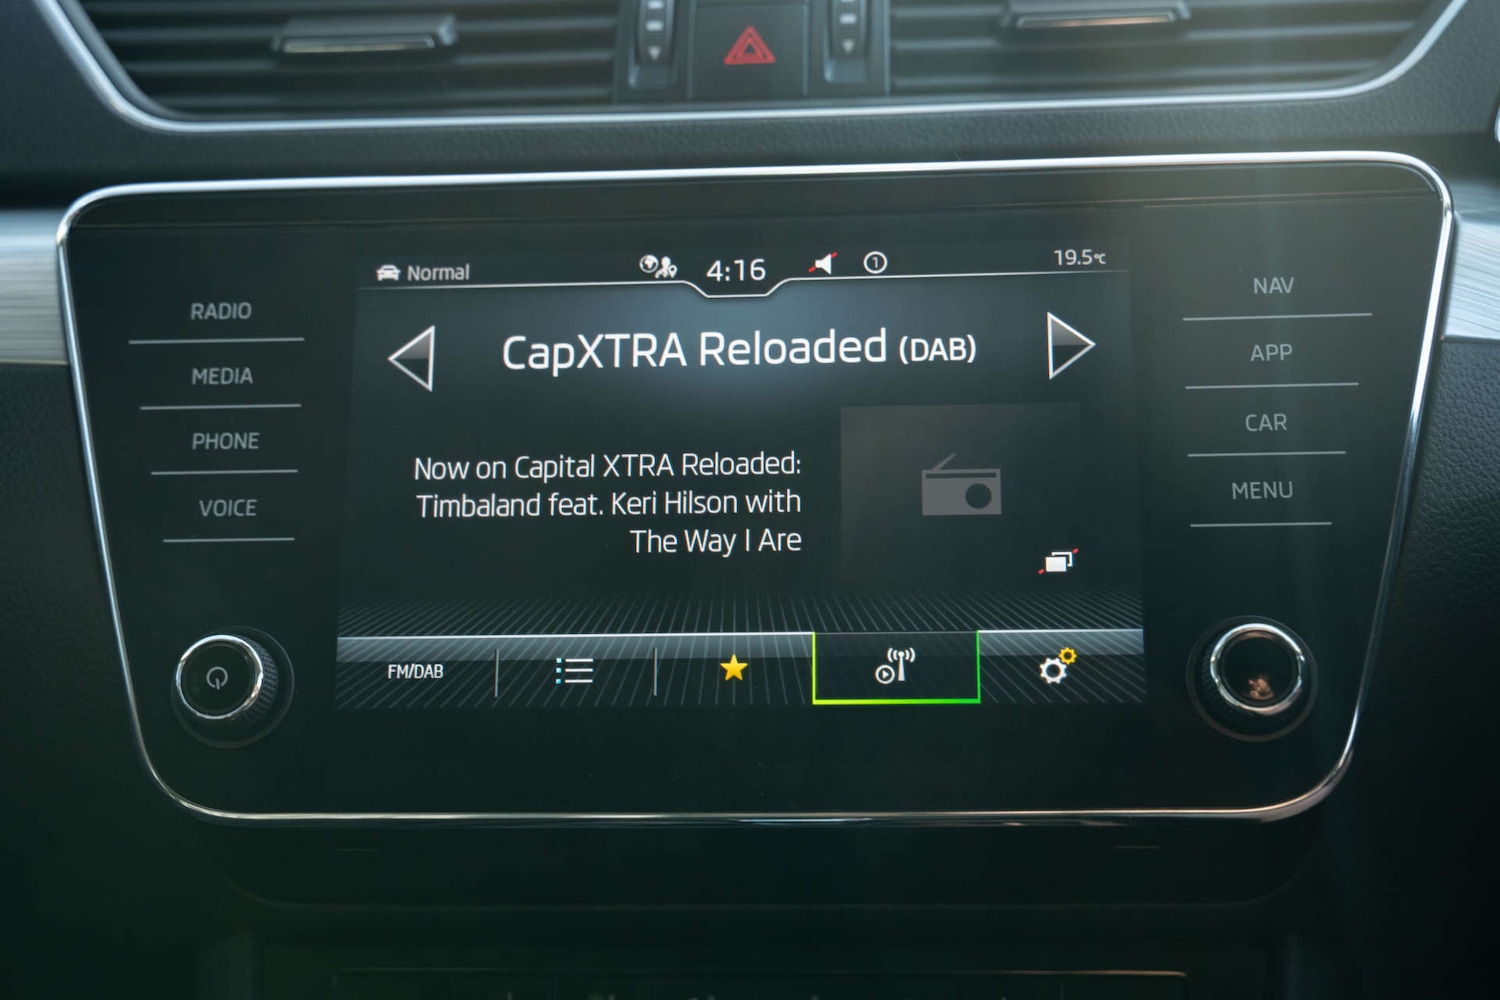 Normal
4:16
1
19.5°C
CapXTRA Reloaded (DAB)
Now on Capital XTRA Reloaded:
Timbaland feat. Keri Hilson with
The Way I Are
FM/DAB
RADIO
MEDIA
PHONE
VOICE
NAV
APP
CAR
MENU